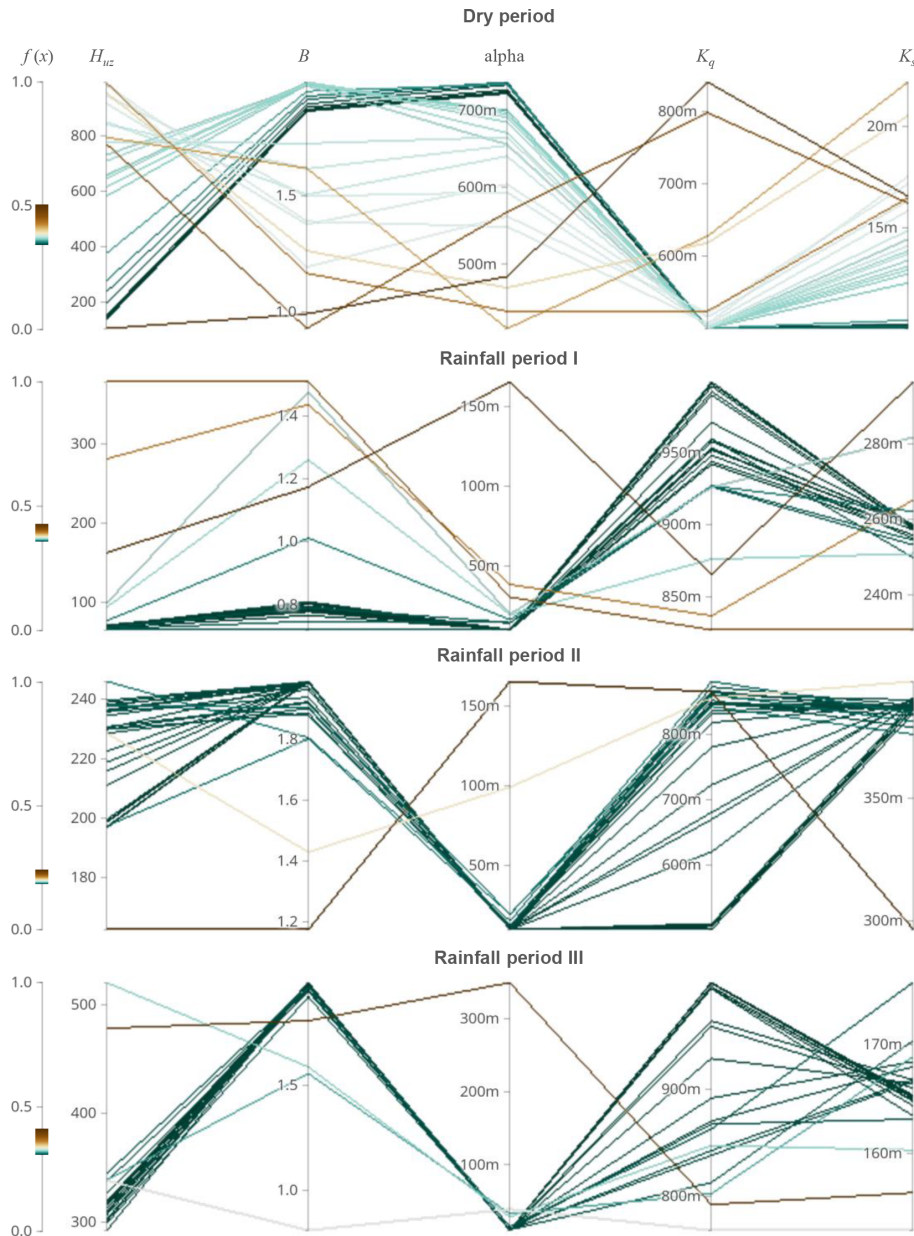 Dry period
f (x) H_uz B alpha K_q K_s
1.0
0.5
0.0
800
600
400
200
1.5
1.0
700m
600m
500m
800m
700m
600m
20m
15m
Rainfall period I
1.0
0.5
0.0
300
200
100
1.4
1.2
1.0
0.8
150m
100m
50m
950m
900m
850m
280m
260m
240m
Rainfall period II
1.0
0.5
0.0
240
220
200
180
1.8
1.6
1.4
1.2
150m
100m
50m
800m
700m
600m
350m
300m
Rainfall period III
1.0
0.5
0.0
500
400
300
1.5
1.0
300m
200m
100m
900m
800m
170m
160m